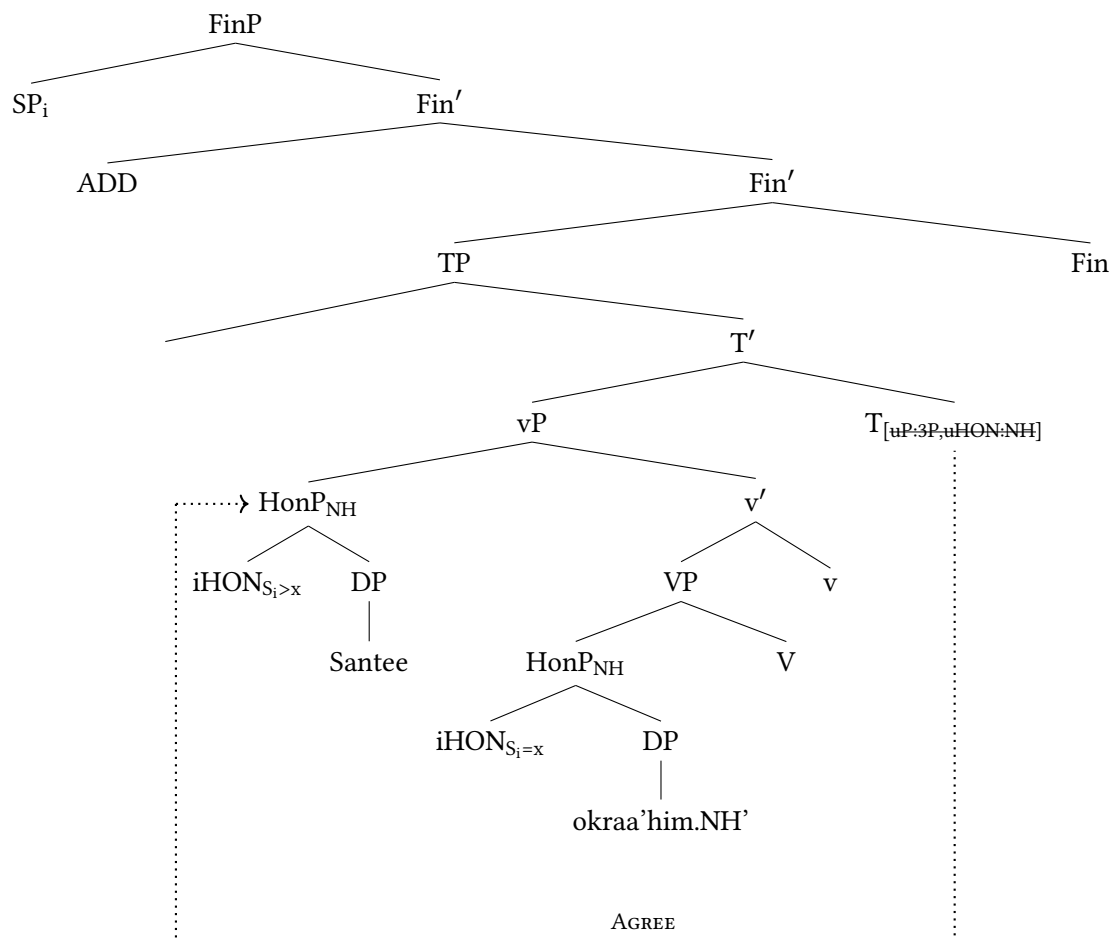 FinP
SPi Fin′
ADD Fin′
TP Fin
T′
vP T[uP:3P,uHON:NH]
HonPNH v′
iHONSi>x DP VP v
Santee HonPNH V
iHONSi=x DP
okraa'him.NH'
AGREE